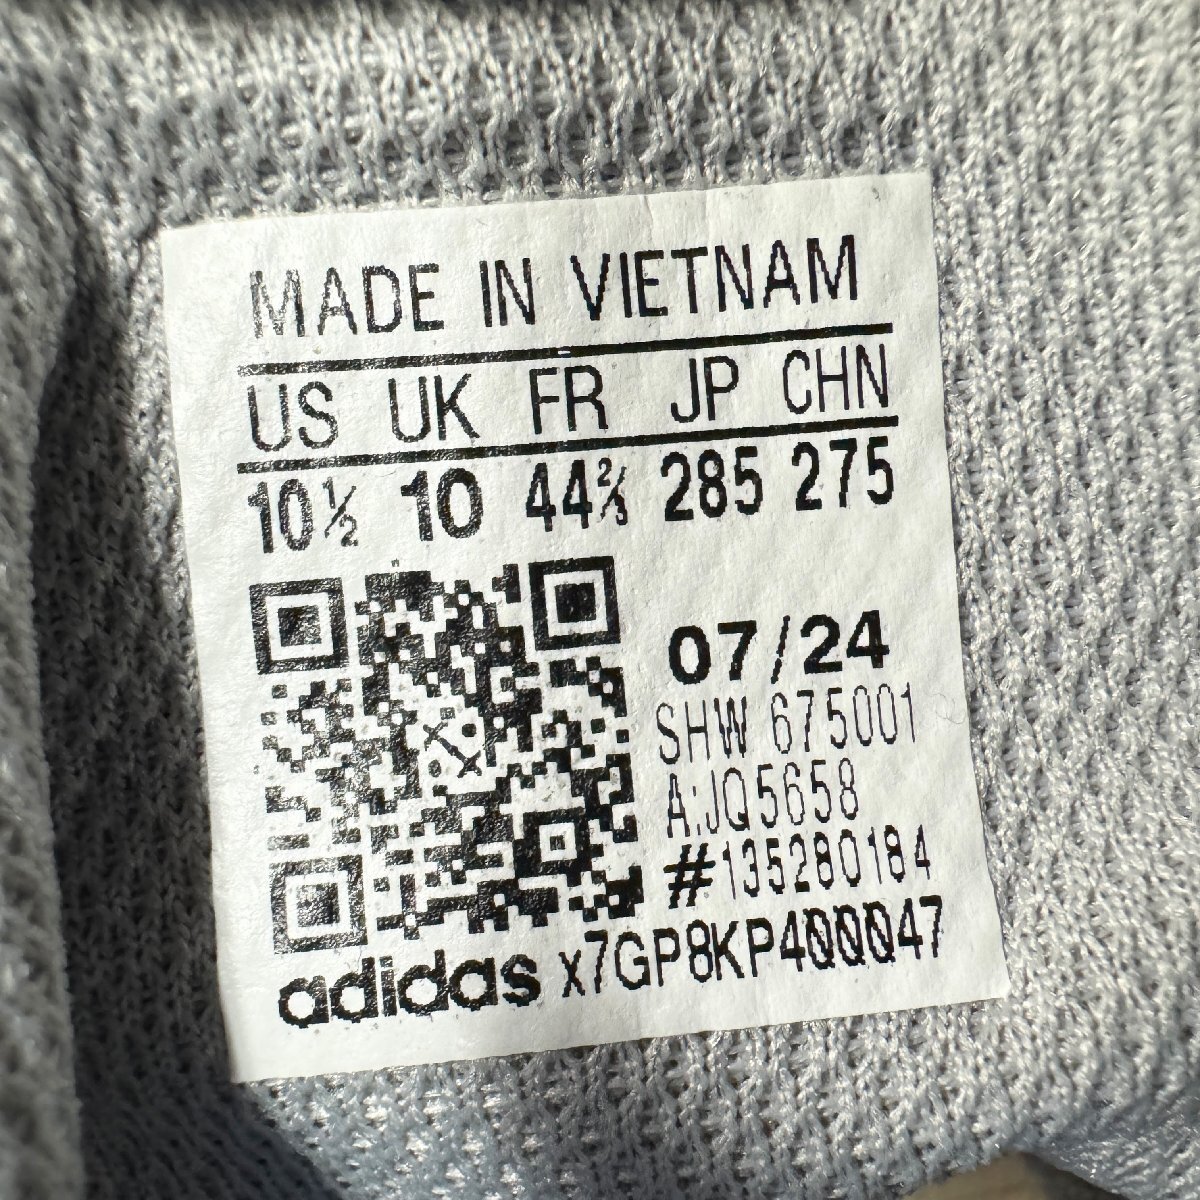 MADE IN VIETNAM
US UK FR JP CHN
10½ 10 44⅔ 285 275
07/24
SHW 675001
A:JQ5658
#135280184
adidas x7GP8KP400047